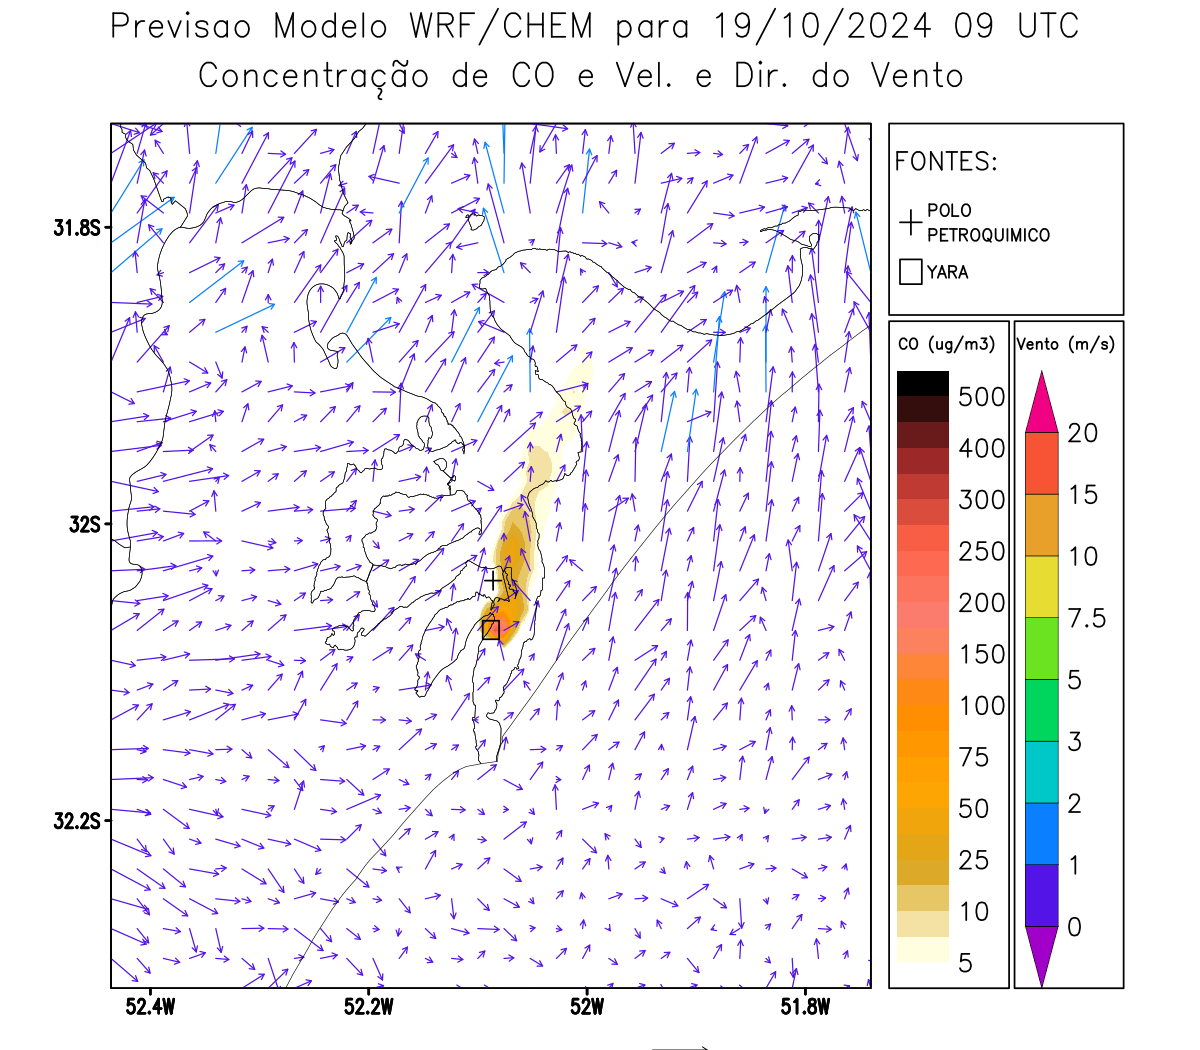 Previsao Modelo WRF/CHEM para 19/10/2024 09 UTC
Concentração de CO e Vel. e Dir. do Vento
FONTES:
POLO
PETROQUIMICO
YARA
31.8S
32S
32.2S
52.4W
52.2W
52W
51.8W
CO (ug/m3)
500
400
300
250
200
150
100
75
50
25
10
5
Vento (m/s)
20
15
10
7.5
5
3
2
1
0